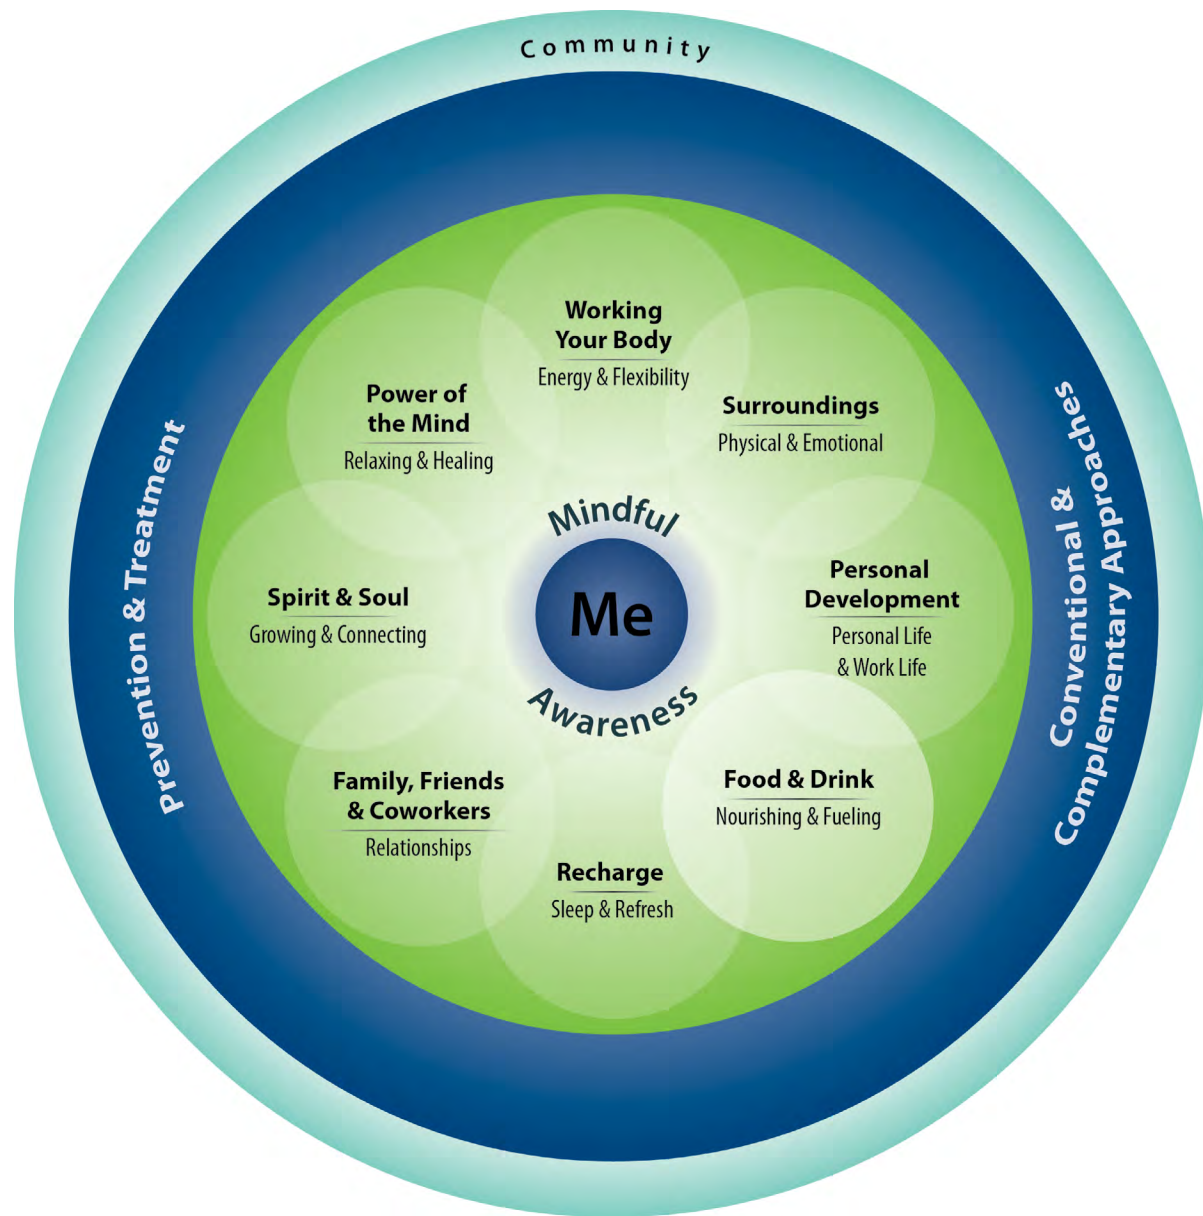 Community
Working
Your Body
Energy & Flexibility
Power of
the Mind
Relaxing & Healing
Surroundings
Physical & Emotional
Prevention & Treatment
Conventional &
Complementary Approaches
Mindful
Me
Awareness
Spirit & Soul
Growing & Connecting
Personal
Development
Personal Life
& Work Life
Family, Friends
& Coworkers
Relationships
Food & Drink
Nourishing & Fueling
Recharge
Sleep & Refresh